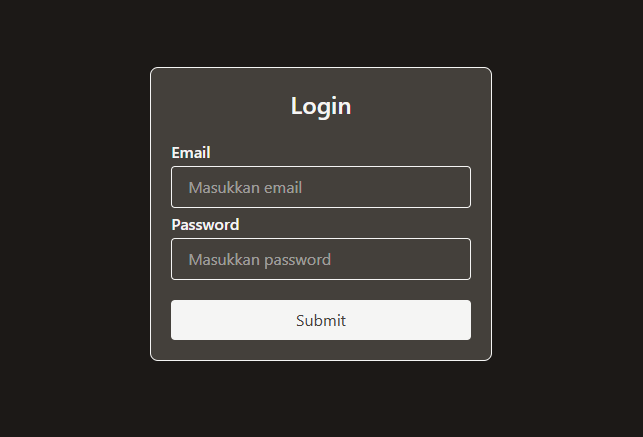 Login
Email
Masukkan email
Password
Masukkan password
Submit